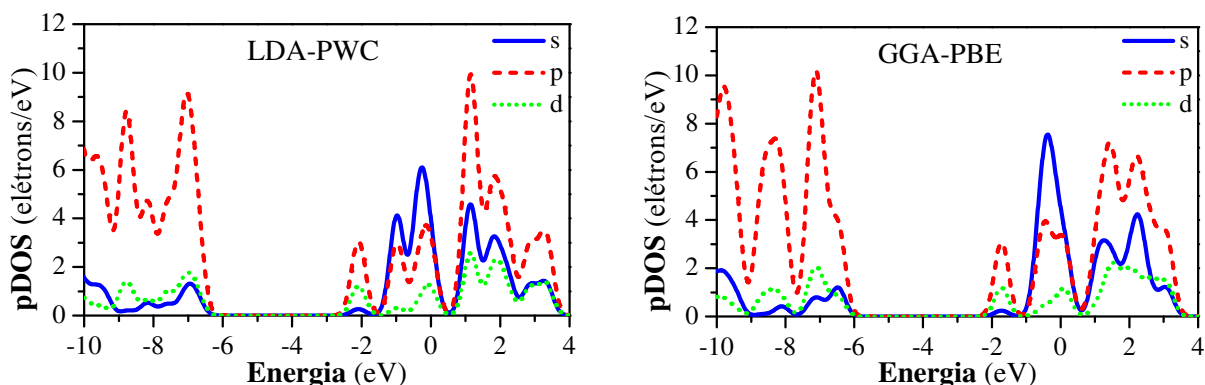 12
10
8
6
4
2
0
pDOS (elétrons/eV)
LDA-PWC
s
p
d
-10 -8 -6 -4 -2 0 2 4
Energia (eV)
12
10
8
6
4
2
0
pDOS (elétrons/eV)
GGA-PBE
s
p
d
-10 -8 -6 -4 -2 0 2 4
Energia (eV)